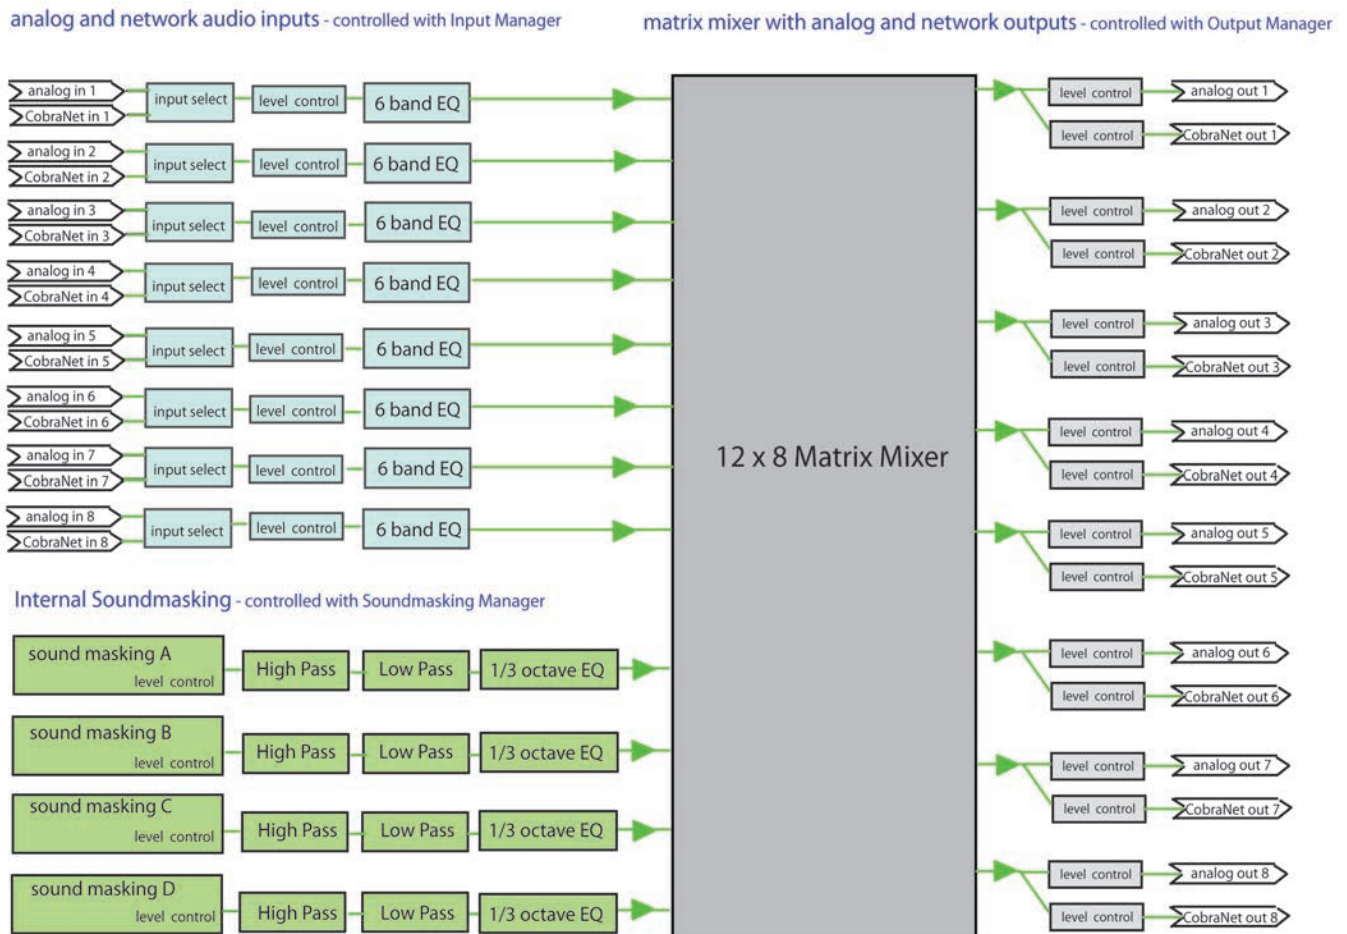 analog and network audio inputs - controlled with Input Manager
matrix mixer with analog and network outputs - controlled with Output Manager
analog in 1
CobraNet in 1
input select
level control
6 band EQ
analog in 2
CobraNet in 2
input select
level control
6 band EQ
analog in 3
CobraNet in 3
input select
level control
6 band EQ
analog in 4
CobraNet in 4
input select
level control
6 band EQ
analog in 5
CobraNet in 5
input select
level control
6 band EQ
analog in 6
CobraNet in 6
input select
level control
6 band EQ
analog in 7
CobraNet in 7
input select
level control
6 band EQ
analog in 8
CobraNet in 8
input select
level control
6 band EQ
Internal Soundmasking - controlled with Soundmasking Manager
sound masking A
level control
High Pass
Low Pass
1/3 octave EQ
sound masking B
level control
High Pass
Low Pass
1/3 octave EQ
sound masking C
level control
High Pass
Low Pass
1/3 octave EQ
sound masking D
level control
High Pass
Low Pass
1/3 octave EQ
12 x 8 Matrix Mixer
level control
analog out 1
level control
CobraNet out 1
level control
analog out 2
level control
CobraNet out 2
level control
analog out 3
level control
CobraNet out 3
level control
analog out 4
level control
CobraNet out 4
level control
analog out 5
level control
CobraNet out 5
level control
analog out 6
level control
CobraNet out 6
level control
analog out 7
level control
CobraNet out 7
level control
analog out 8
level control
CobraNet out 8